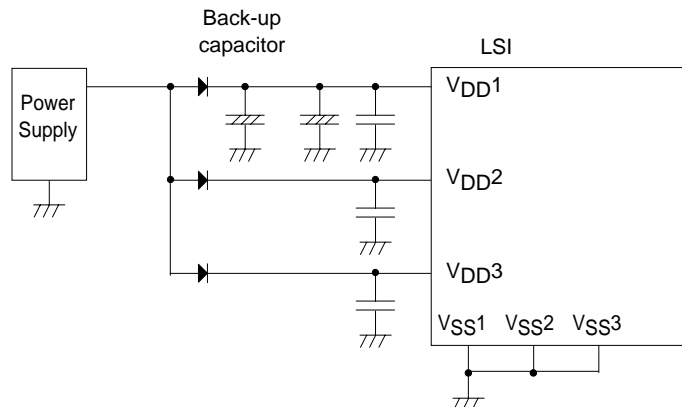 Back-up
capacitor
LSI
Power
Supply
VDD1
VDD2
VDD3
VSS1 VSS2 VSS3